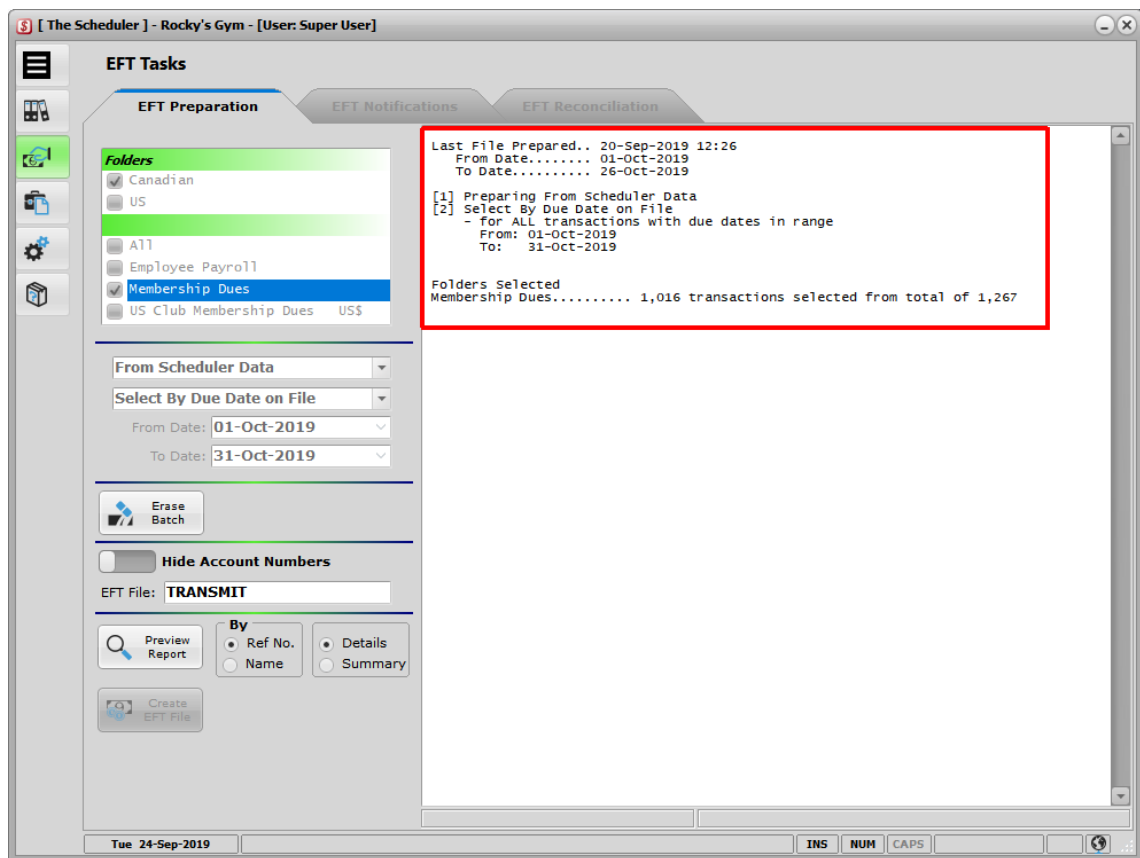 [ The Scheduler ] - Rocky's Gym - [User: Super User]
EFT Tasks
EFT Preparation
EFT Notifications
EFT Reconciliation
Folders
Canadian
US
All
Employee Payroll
Membership Dues
US Club Membership Dues US$
From Scheduler Data
Select By Due Date on File
From Date: 01-Oct-2019
To Date: 31-Oct-2019
Erase
Batch
Hide Account Numbers
EFT File: TRANSMIT
Preview
Report
By
Ref No.
Name
Details
Summary
Create
EFT File
Last File Prepared.. 20-Sep-2019 12:26
From Date........ 01-Oct-2019
To Date.......... 26-Oct-2019
[1] Preparing From Scheduler Data
[2] Select By Due Date on File
- for ALL transactions with due dates in range
From: 01-Oct-2019
To: 31-Oct-2019
Folders Selected
Membership Dues.......... 1,016 transactions selected from total of 1,267
Tue 24-Sep-2019
INS
NUM
CAPS